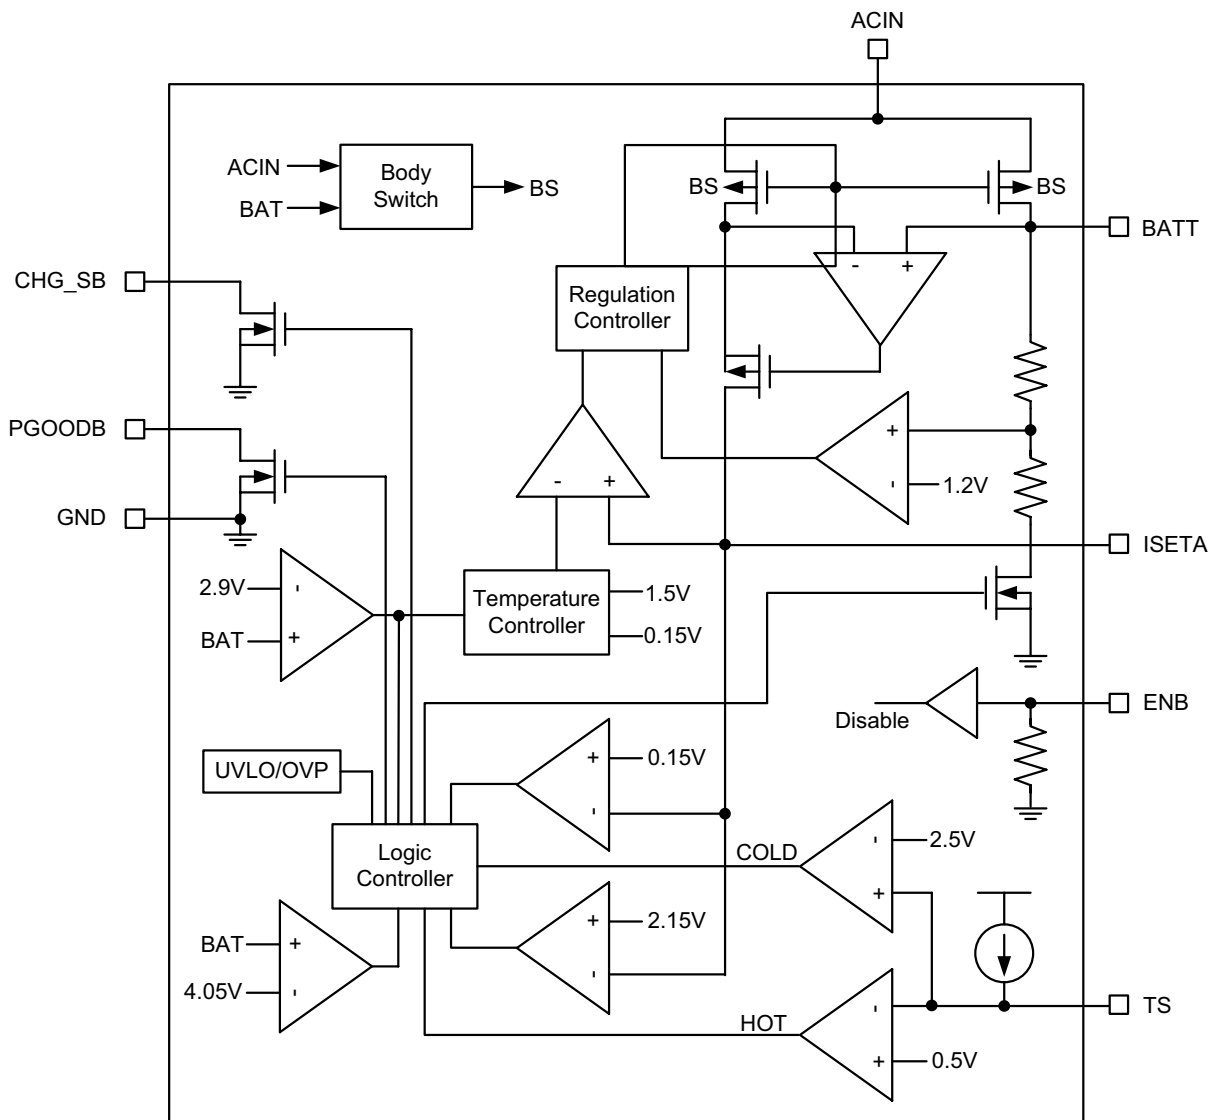 ACIN
ACIN
BAT
Body
Switch
BS
BS
BS
BATT
CHG_SB
Regulation
Controller
-
+
PGOODB
+
-
1.2V
-
+
GND
ISETA
2.9V
-
BAT
+
Temperature
Controller
1.5V
0.15V
ENB
Disable
UVLO/OVP
+
0.15V
-
Logic
Controller
COLD
-
2.5V
+
+
2.15V
-
BAT
+
4.05V
-
HOT
-
+
0.5V
TS